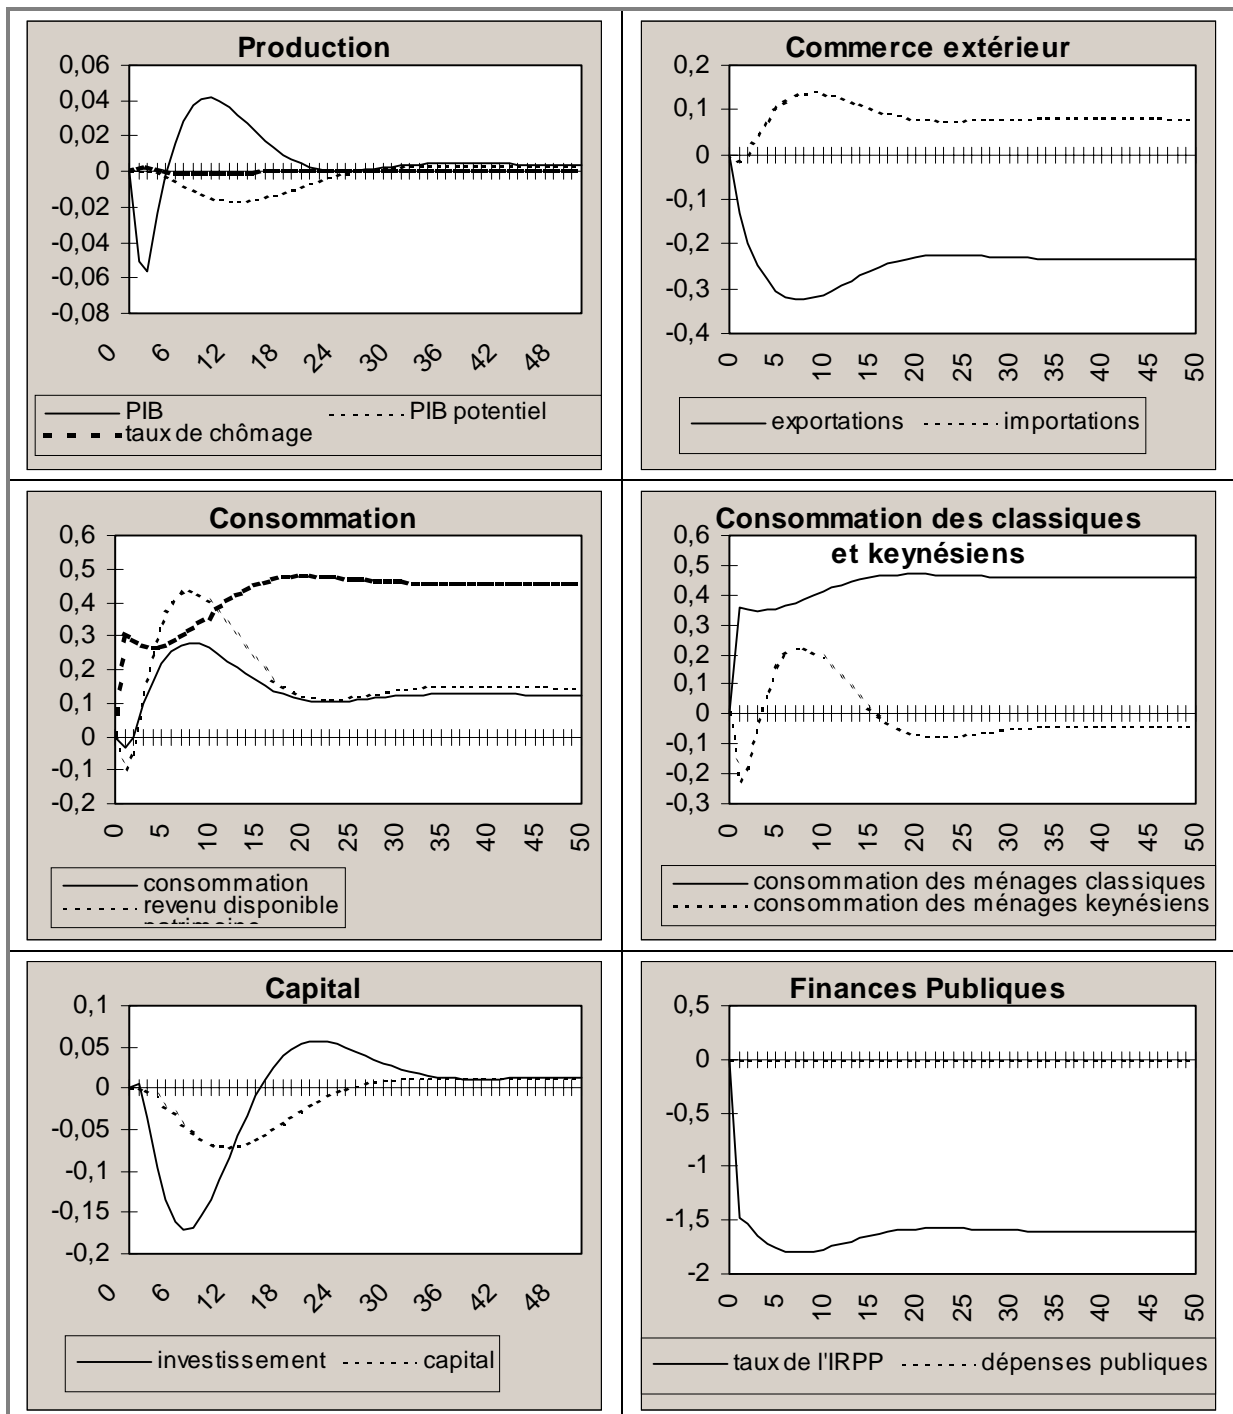 Production
0,06
0,04
0,02
0
-0,02
-0,04
-0,06
-0,08
0 6 12 18 24 30 36 42 48
PIB PIB potentiel
taux de chômage
Commerce extérieur
0,2
0,1
0
-0,1
-0,2
-0,3
-0,4
0 5 10 15 20 25 30 35 40 45 50
exportations importations
Consommation
0,6
0,5
0,4
0,3
0,2
0,1
0
-0,1
-0,2
0 5 10 15 20 25 30 35 40 45 50
consommation
revenu disponible
patrimoine
Consommation des classiques
et keynésiens
0,6
0,5
0,4
0,3
0,2
0,1
0
-0,1
-0,2
-0,3
0 5 10 15 20 25 30 35 40 45 50
consommation des ménages classiques
consommation des ménages keynésiens
Capital
0,1
0,05
0
-0,05
-0,1
-0,15
-0,2
0 6 12 18 24 30 36 42 48
investissement capital
Finances Publiques
0,5
0
-0,5
-1
-1,5
-2
0 5 10 15 20 25 30 35 40 45 50
taux de l'IRPP dépenses publiques